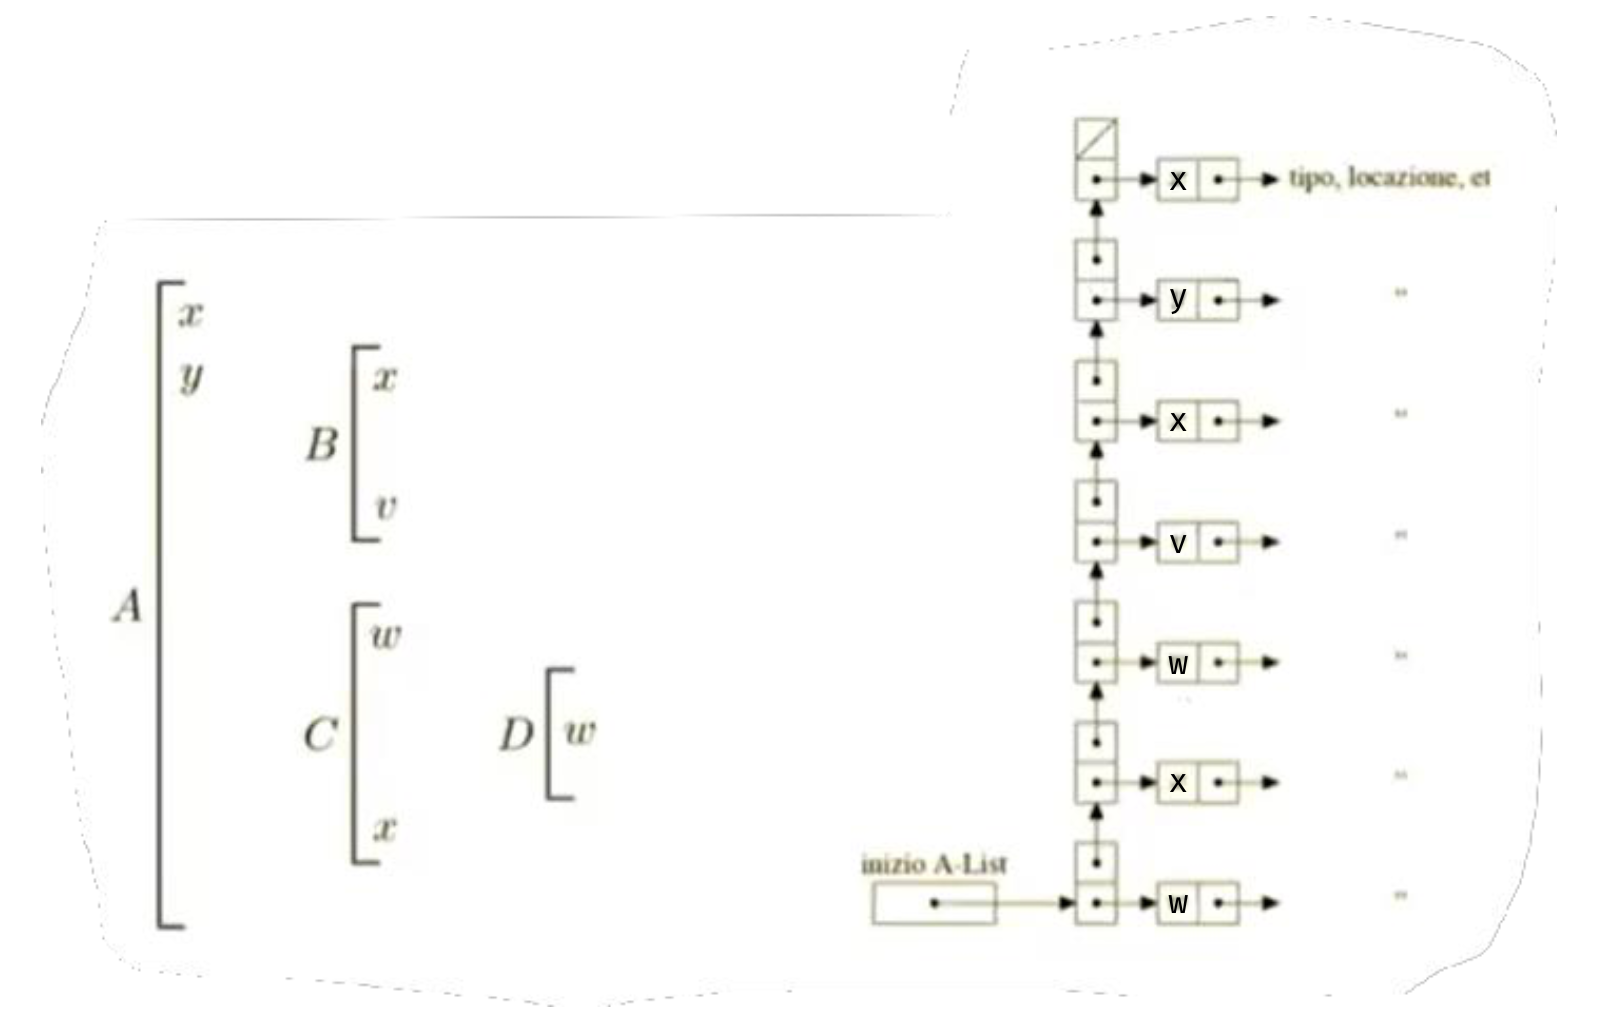 x
y
A
B
x
v
C
w
x
D
w
x
tipo, locazione, et
y
"
x
"
v
"
w
"
x
"
inizio A-List
w
"